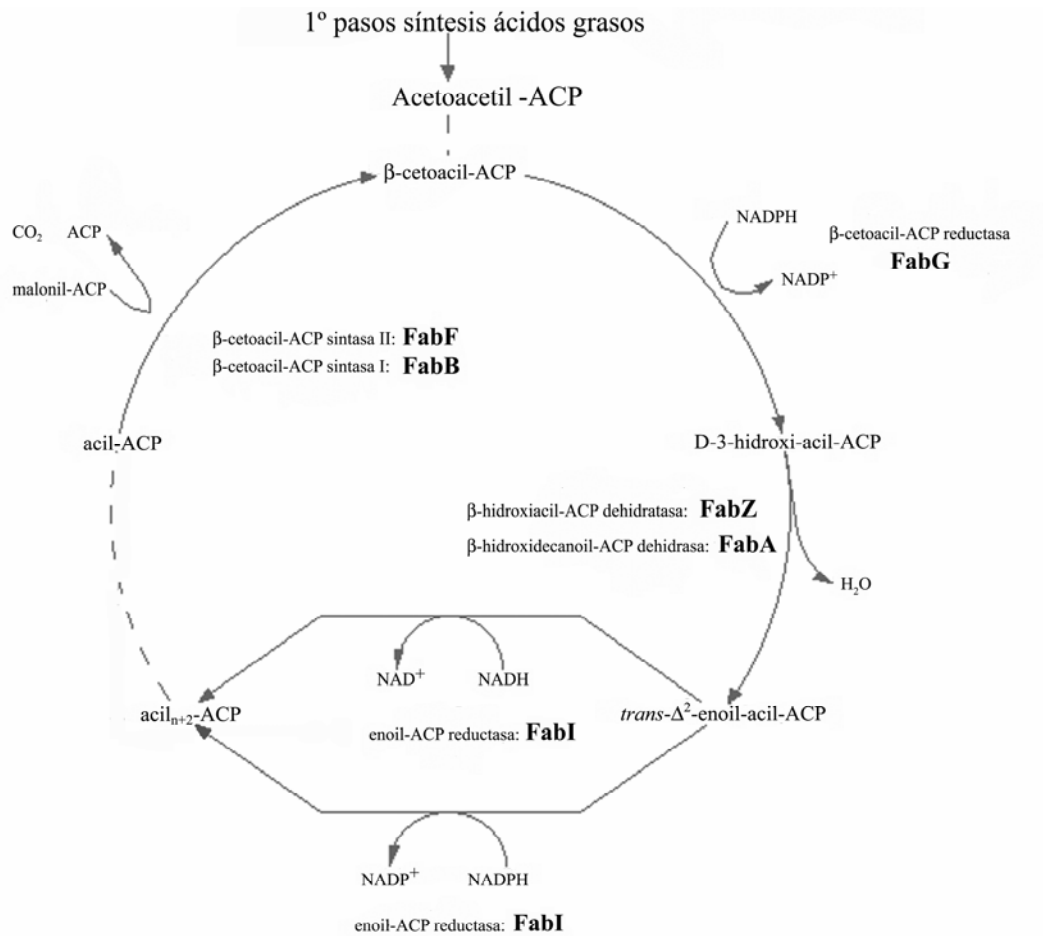 1º pasos síntesis ácidos grasos
Acetoacetil -ACP
β-cetoacil-ACP
NADPH
β-cetoacil-ACP reductasa
FabG
NADP⁺
CO₂ ACP
malonil-ACP
β-cetoacil-ACP sintasa II: FabF
β-cetoacil-ACP sintasa I: FabB
acil-ACP
D-3-hidroxi-acil-ACP
β-hidroxiacil-ACP dehidratasa: FabZ
β-hidroxidecanoil-ACP dehidrasa: FabA
H₂O
NAD⁺ NADH
acilₙ₊₂-ACP
trans-Δ²-enoil-acil-ACP
enoil-ACP reductasa: FabI
NADP⁺ NADPH
enoil-ACP reductasa: FabI